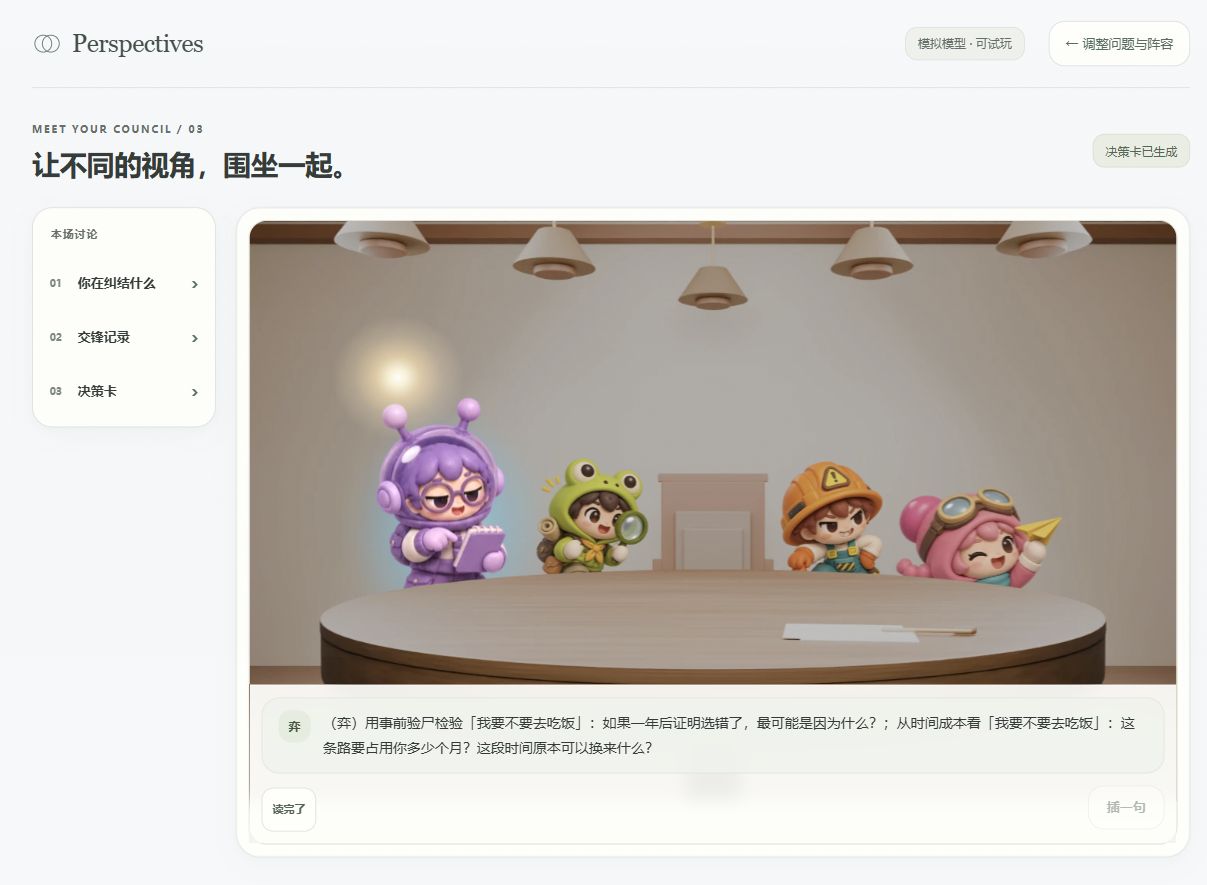 Perspectives
模拟模型 · 可试玩
← 调整问题与阵容
MEET YOUR COUNCIL / 03
让不同的视角，围坐一起。
决策卡已生成
本场讨论
01 你在纠结什么 ›
02 交锋记录 ›
03 决策卡 ›
弈
（弈）用事前验尸检验「我要不要去吃饭」：如果一年后证明选错了，最可能是因为什么？；从时间成本看「我要不要去吃饭」：这
条路要占用你多少个月？这段时间原本可以换来什么？
读完了
插一句